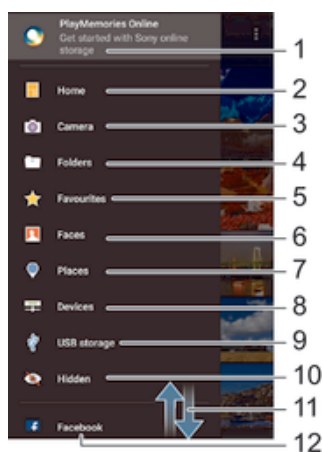 PlayMemories Online
Get started with Sony online
storage
1
Home
2
Camera
3
Folders
4
Favourites
5
Faces
6
Places
7
Devices
8
USB storage
9
Hidden
10
11
Facebook
12